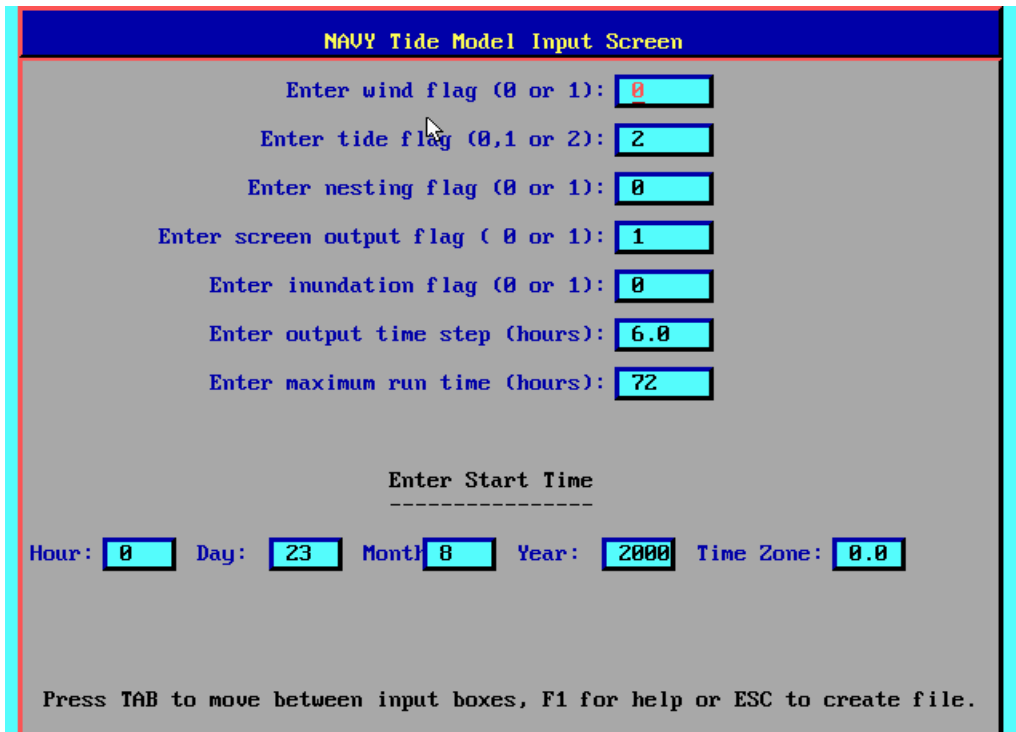 NAVY Tide Model Input Screen
Enter wind flag (0 or 1): 0
Enter tide flag (0,1 or 2): 2
Enter nesting flag (0 or 1): 0
Enter screen output flag ( 0 or 1): 1
Enter inundation flag (0 or 1): 0
Enter output time step (hours): 6.0
Enter maximum run time (hours): 72
Enter Start Time
----------------
Hour: 0 Day: 23 Month 8 Year: 2000 Time Zone: 0.0
Press TAB to move between input boxes, F1 for help or ESC to create file.